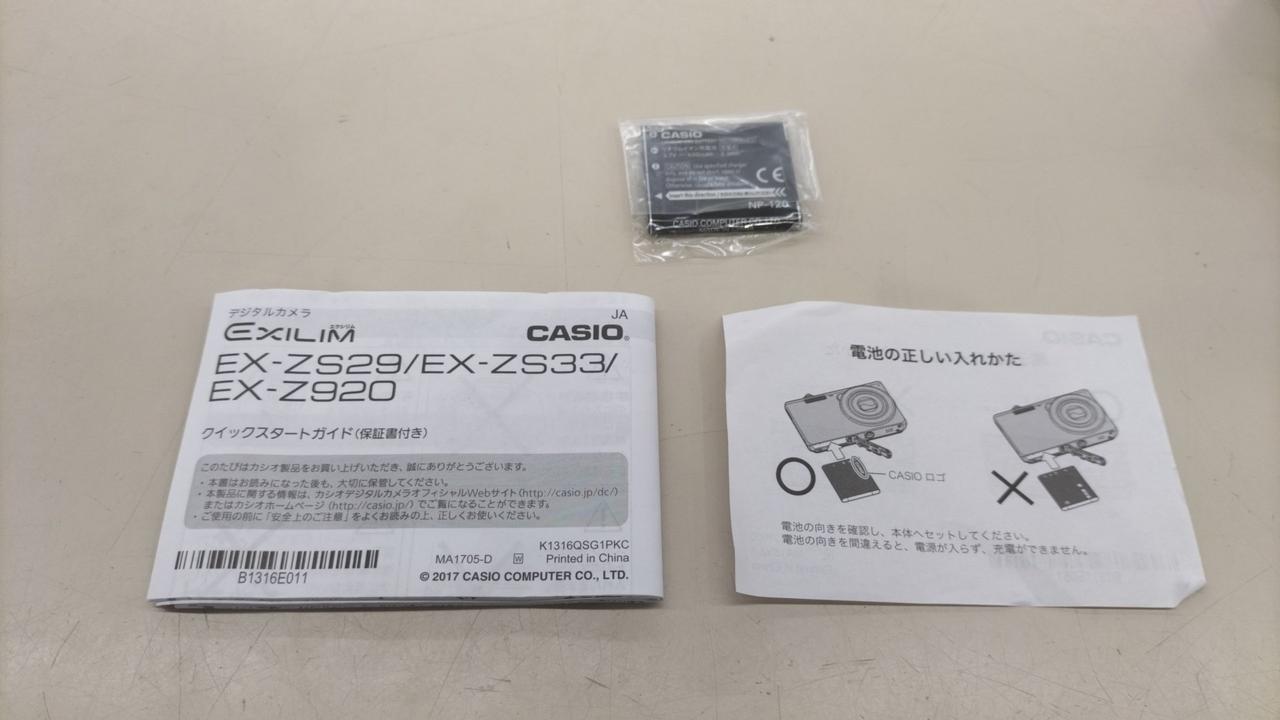 CASIO
CAUTION Use specified charger
Insert this direction
CE
NP-120
CASIO COMPUTER CO., LTD.
デジタルカメラ
JA
エクシリム
EXILIM
CASIO®
EX-ZS29/EX-ZS33/
EX-Z920
クイックスタートガイド（保証書付き）
このたびはカシオ製品をお買い上げいただき、誠にありがとうございます。
・本書はお読みになった後も、大切に保管してください。
・本製品に関する情報は、カシオデジタルカメラオフィシャルWebサイト（http://casio.jp/dc/）
またはカシオホームページ（http://casio.jp/）でご覧になることができます。
・ご使用の前に「安全上のご注意」をよくお読みの上、正しくお使いください。
B1316E011
MA1705-D W
K1316QSG1PKC
Printed in China
© 2017 CASIO COMPUTER CO., LTD.
電池の正しい入れかた
CASIO ロゴ
電池の向きを確認し、本体へセットしてください。
電池の向きを間違えると、電源が入らず、充電ができません。